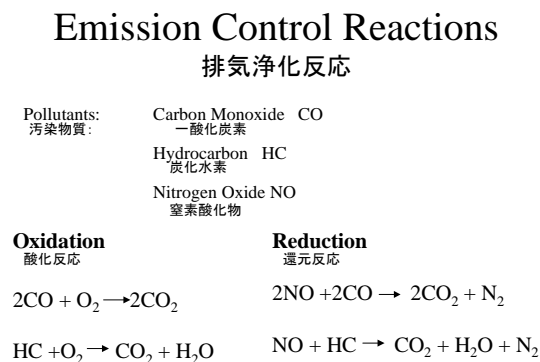 Emission Control Reactions
排気浄化反応
Pollutants: Carbon Monoxide CO
汚染物質: 一酸化炭素
Hydrocarbon HC
炭化水素
Nitrogen Oxide NO
窒素酸化物
Oxidation
酸化反応
2CO + O₂ → 2CO₂
HC +O₂ → CO₂ + H₂O
Reduction
還元反応
2NO +2CO → 2CO₂ + N₂
NO + HC → CO₂ + H₂O + N₂